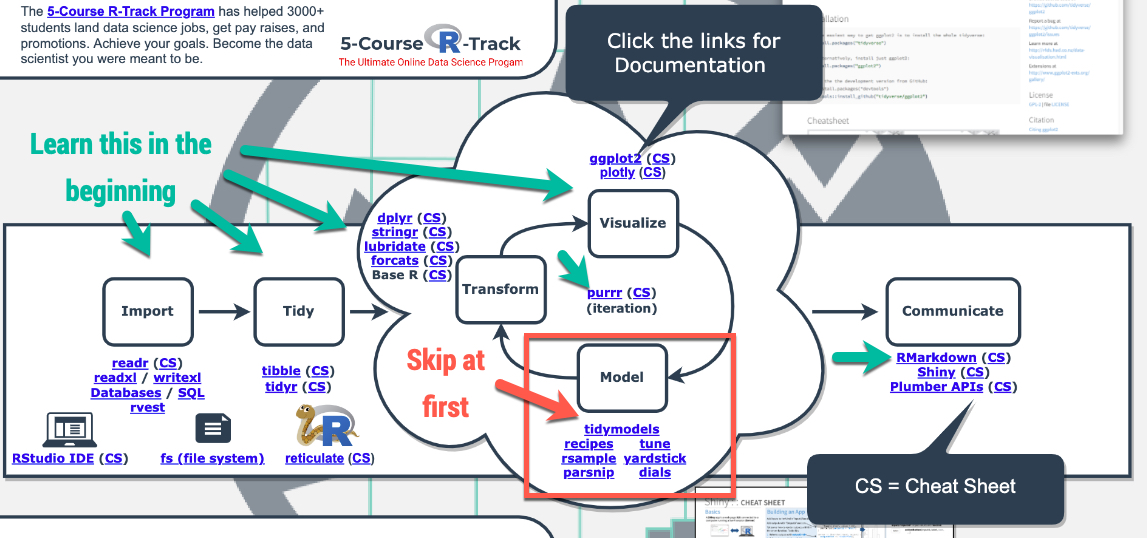 The 5-Course R-Track Program has helped 3000+
students land data science jobs, get pay raises, and
promotions. Achieve your goals. Become the data
scientist you were meant to be.
5-Course R-Track
The Ultimate Online Data Science Progam
Click the links for
Documentation
Cheatsheet
License
Citation
Learn this in the
beginning
ggplot2 (CS)
plotly (CS)
Visualize
dplyr (CS)
stringr (CS)
lubridate (CS)
forcats (CS)
Base R (CS)
Transform
purrr (CS)
(iteration)
Import
Tidy
Communicate
readr (CS)
readxl / writexl
Databases / SQL
rvest
tibble (CS)
tidyr (CS)
Skip at
first
Model
tidymodels
recipes tune
rsample yardstick
parsnip dials
RMarkdown (CS)
Shiny (CS)
Plumber APIs (CS)
RStudio IDE (CS)
fs (file system)
R
reticulate (CS)
CS = Cheat Sheet
Shiny : : CHEAT SHEET
Basics
Building an App